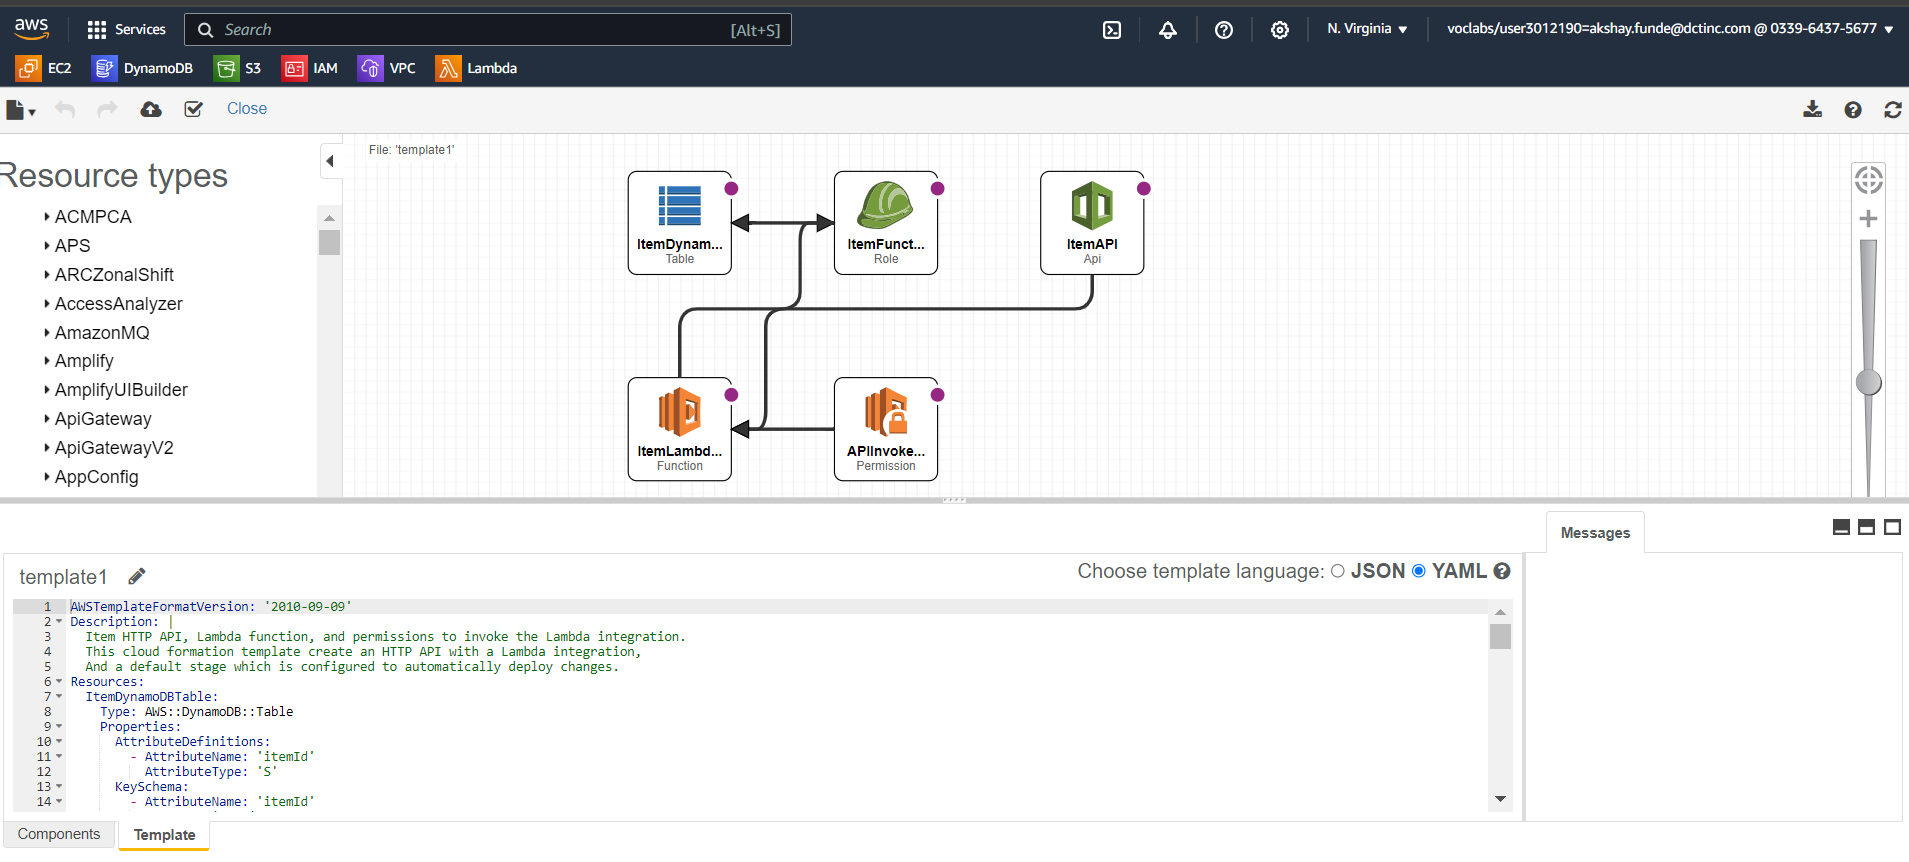 aws
Services
Search
[Alt+S]
N. Virginia
voclabs/user3012190=akshay.funde@dctinc.com @ 0339-6437-5677
EC2
DynamoDB
S3
IAM
VPC
Lambda
Close
Resource types
ACMPCA
APS
ARCZonalShift
AccessAnalyzer
AmazonMQ
Amplify
AmplifyUIBuilder
ApiGateway
ApiGatewayV2
AppConfig
File: 'template1'
ItemDynam...
Table
ItemFunct...
Role
ItemAPI
Api
ItemLambd...
Function
APIInvoke...
Permission
Messages
template1
Choose template language: JSON YAML
1 AWSTemplateFormatVersion: '2010-09-09'
2 Description: |
3 Item HTTP API, Lambda function, and permissions to invoke the Lambda integration.
4 This cloud formation template create an HTTP API with a Lambda integration,
5 And a default stage which is configured to automatically deploy changes.
6 Resources:
7 ItemDynamoDBTable:
8 Type: AWS::DynamoDB::Table
9 Properties:
10 AttributeDefinitions:
11 - AttributeName: 'itemId'
12 AttributeType: 'S'
13 KeySchema:
14 - AttributeName: 'itemId'
Components
Template